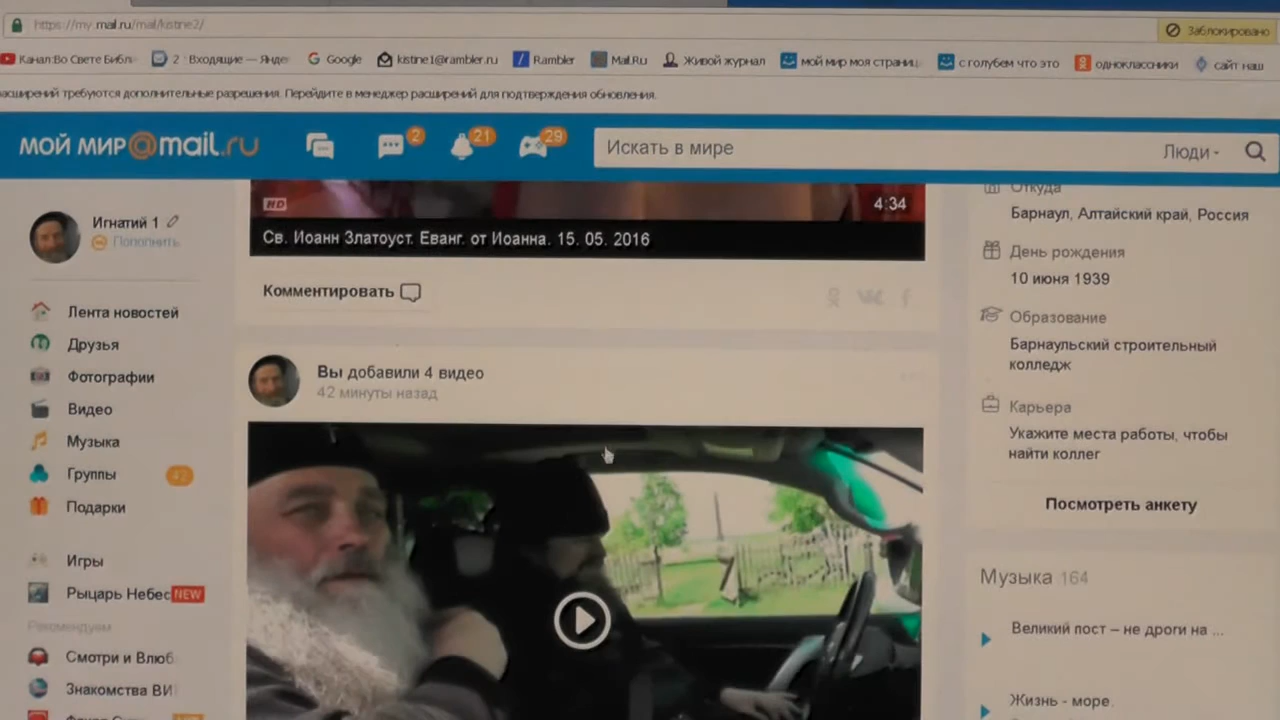 https://my.mail.ru/mail/kistine2/
Заблокировано
Канал:Во Свете Библ
2 · Входящие — Янде
Google
kistine1@rambler.ru
Rambler
Mail.Ru
Живой журнал
мой мир моя страниц
с голубем что это
одноклассники
сайт наш
асширений требуются дополнительные разрешения. Перейдите в менеджер расширений для подтверждения обновления.
МОЙ МИР@mail.ru
2
21
29
Искать в мире
Люди
Игнатий 1
Пополнить
Лента новостей
Друзья
Фотографии
Видео
Музыка
Группы
42
Подарки
Игры
Рыцарь Небес
NEW
Рекомендуем
Смотри и Влюб
Знакомства ВИ
HD
4:34
Св. Иоанн Златоуст. Еванг. от Иоанна. 15. 05. 2016
Комментировать
Вы добавили 4 видео
42 минуты назад
Откуда
Барнаул, Алтайский край, Россия
День рождения
10 июня 1939
Образование
Барнаульский строительный
колледж
Карьера
Укажите места работы, чтобы
найти коллег
Посмотреть анкету
Музыка 164
Великий пост – не дроги на ...
Жизнь - море.